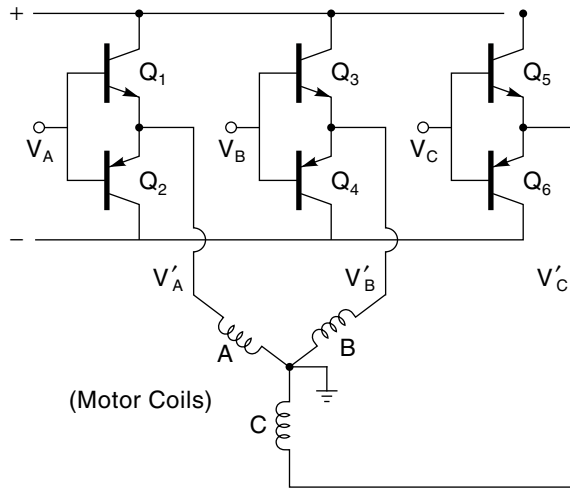 +
Q1 Q3 Q5
VA VB VC
Q2 Q4 Q6
−
V′A V′B V′C
A B
(Motor Coils)
C